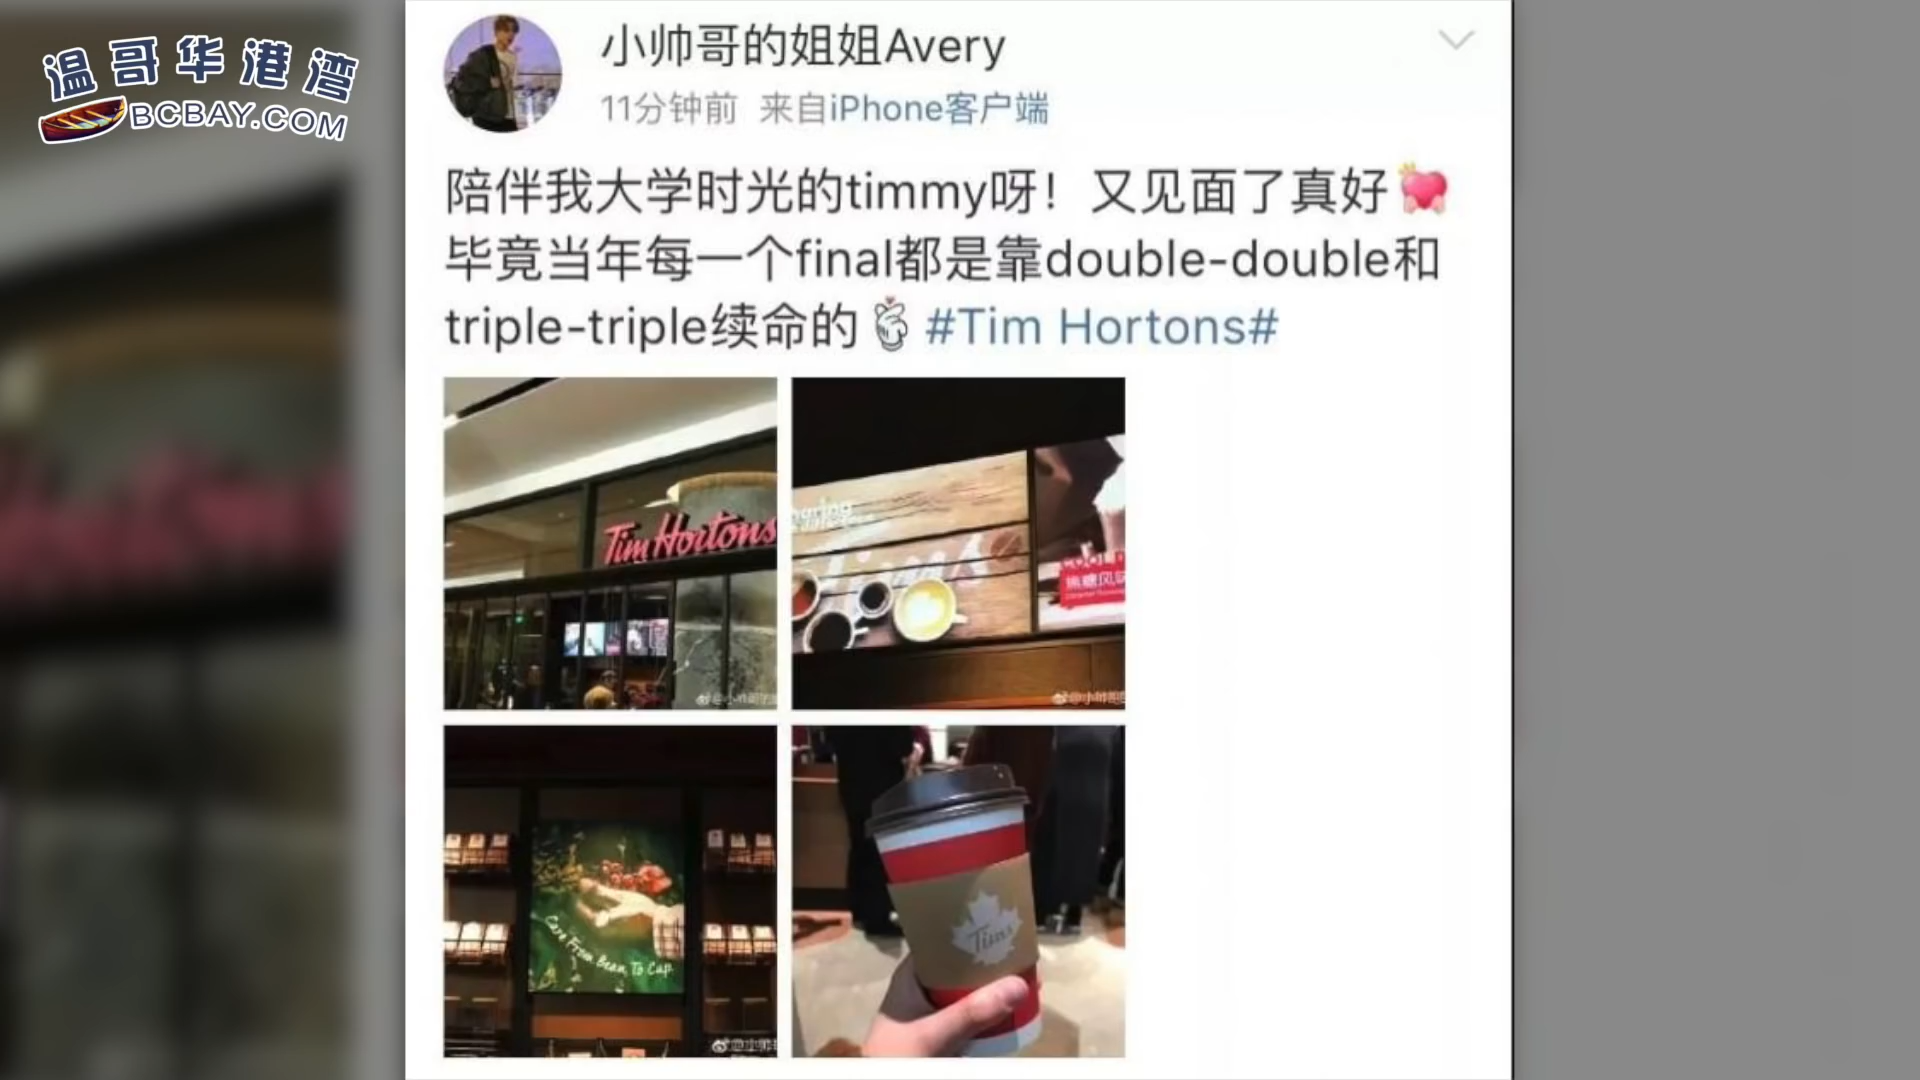 温哥华港湾
BCBAY.COM
小帅哥的姐姐Avery
11分钟前 来自iPhone客户端
陪伴我大学时光的timmy呀！又见面了真好
毕竟当年每一个final都是靠double-double和
triple-triple续命的 #Tim Hortons#
Tim Hortons
Care From Bean To Cup
Tims